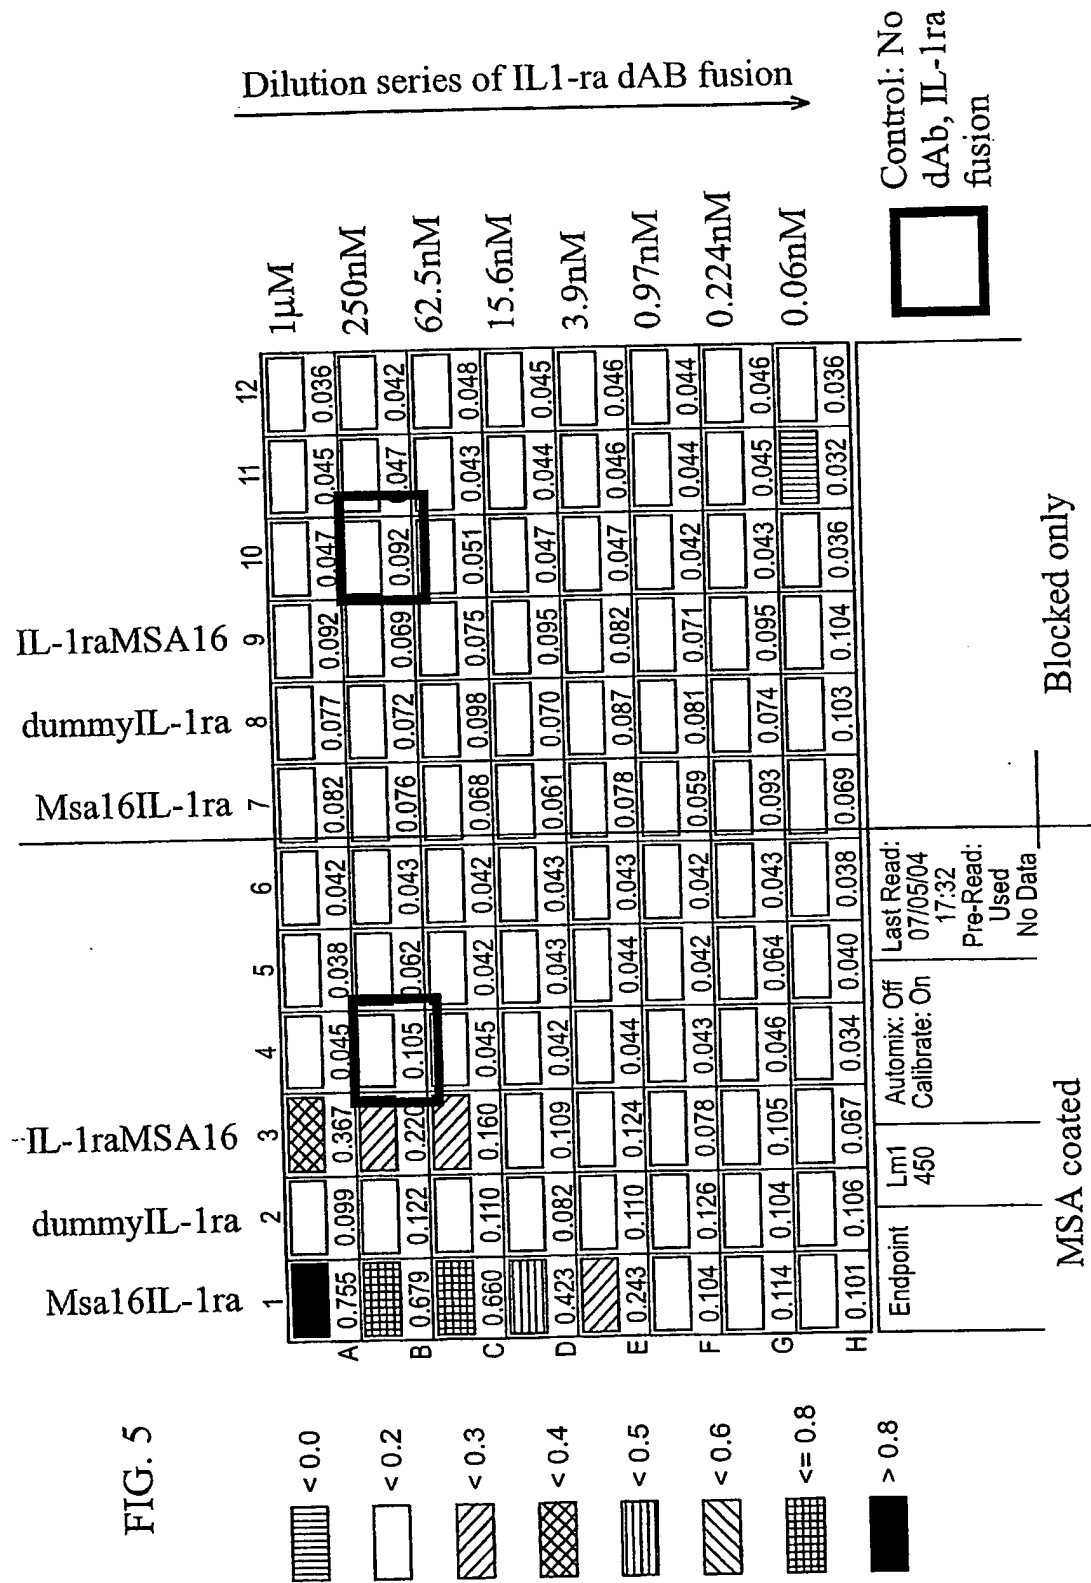 FIG. 5
< 0.0
< 0.2
< 0.3
< 0.4
< 0.5
< 0.6
<= 0.8
> 0.8
Msa16IL-1ra dummyIL-1ra IL-1raMSA16 Msa16IL-1ra dummyIL-1ra IL-1raMSA16
1 2 3 4 5 6 7 8 9 10 11 12
A 0.755 0.099 0.367 0.045 0.038 0.042 0.082 0.077 0.092 0.047 0.045 0.036 1μM
B 0.679 0.122 0.220 0.105 0.062 0.043 0.076 0.072 0.069 0.092 0.047 0.042 250nM
C 0.660 0.110 0.160 0.045 0.042 0.042 0.068 0.098 0.075 0.051 0.043 0.048 62.5nM
D 0.423 0.082 0.109 0.042 0.043 0.043 0.061 0.070 0.095 0.047 0.044 0.045 15.6nM
E 0.243 0.110 0.124 0.044 0.044 0.043 0.078 0.087 0.082 0.047 0.046 0.046 3.9nM
F 0.104 0.126 0.078 0.043 0.042 0.042 0.059 0.081 0.071 0.042 0.044 0.044 0.97nM
G 0.114 0.104 0.105 0.046 0.064 0.043 0.093 0.074 0.095 0.043 0.045 0.046 0.224nM
H 0.101 0.106 0.067 0.034 0.040 0.038 0.069 0.103 0.104 0.036 0.032 0.036 0.06nM
Dilution series of IL1-ra dAB fusion
Endpoint
Lm1
450
Automix: Off
Calibrate: On
Last Read:
07/05/04
17:32
Pre-Read:
Used
No Data
MSA coated
Blocked only
Control: No
dAb, IL-1ra
fusion